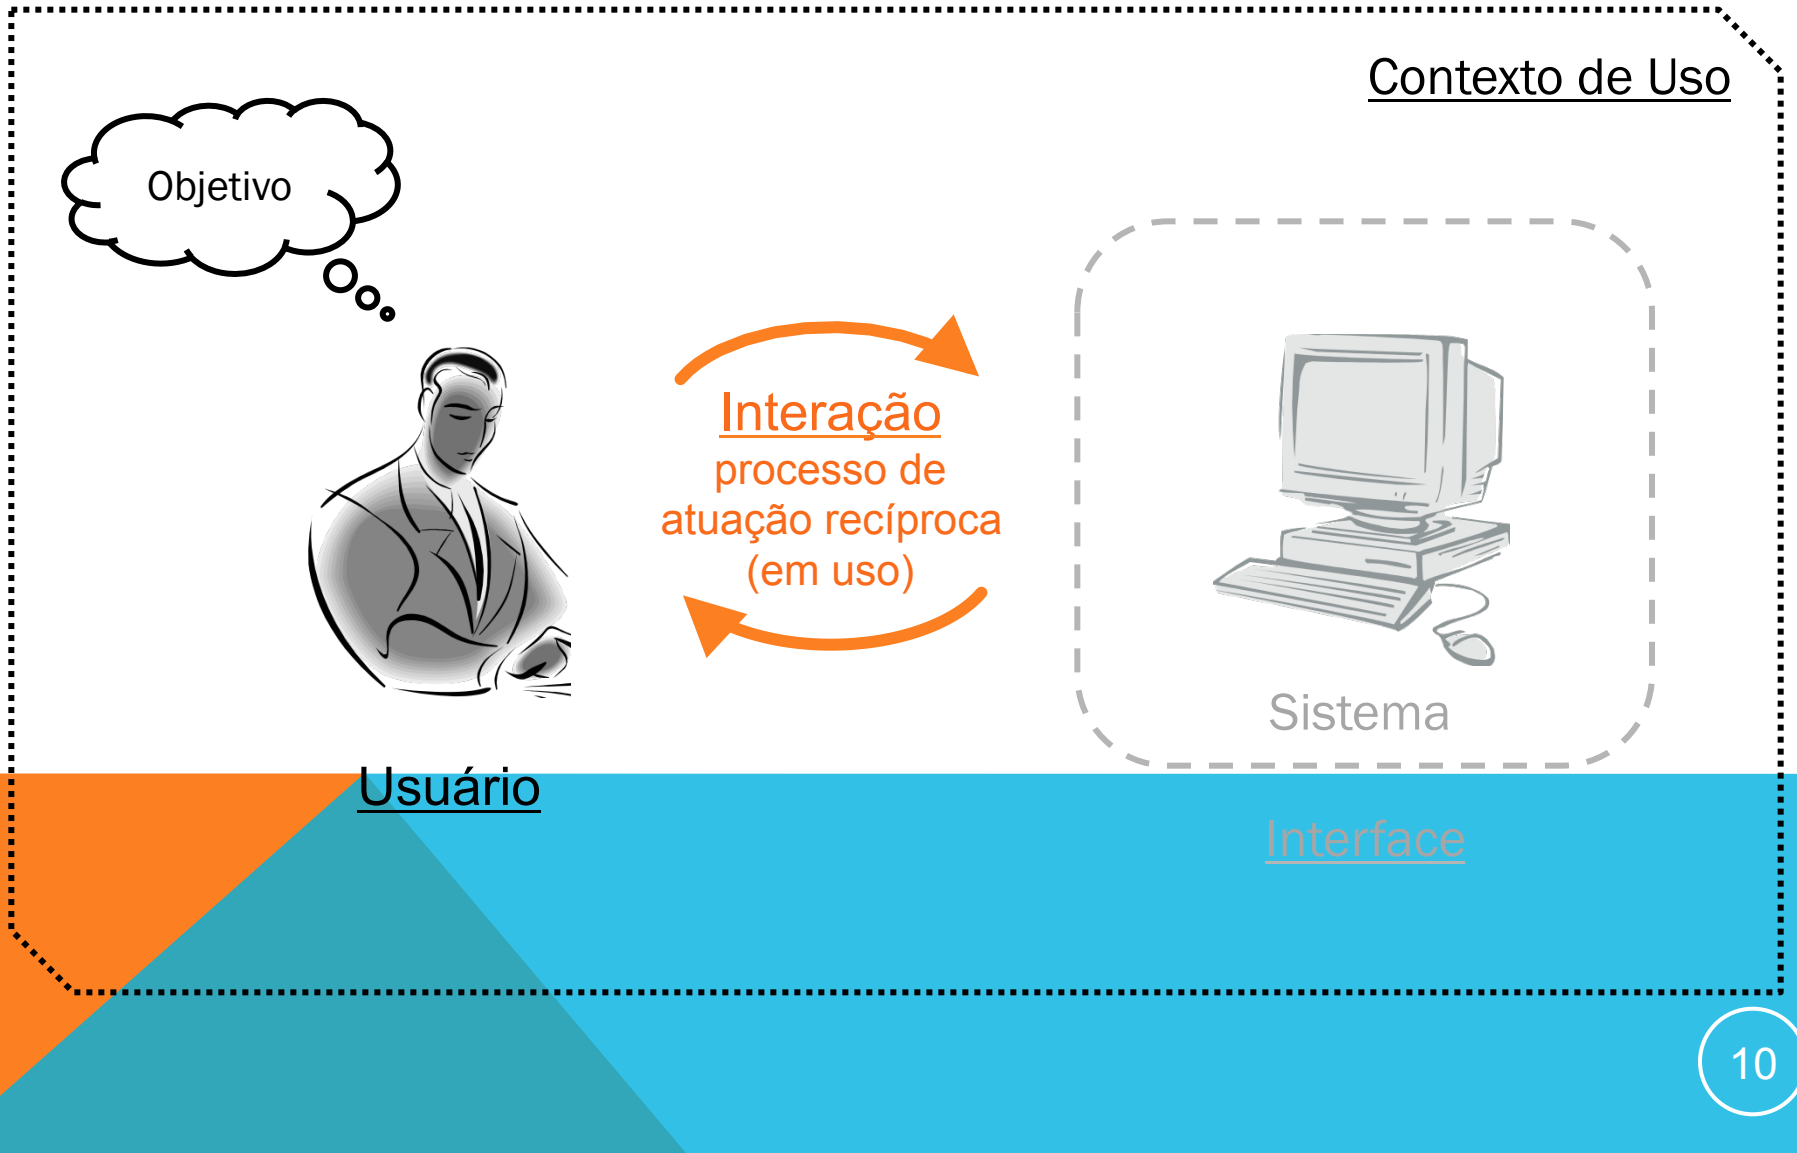 Contexto de Uso
Objetivo
Interação
processo de
atuação recíproca
(em uso)
Sistema
Usuário
Interface
10